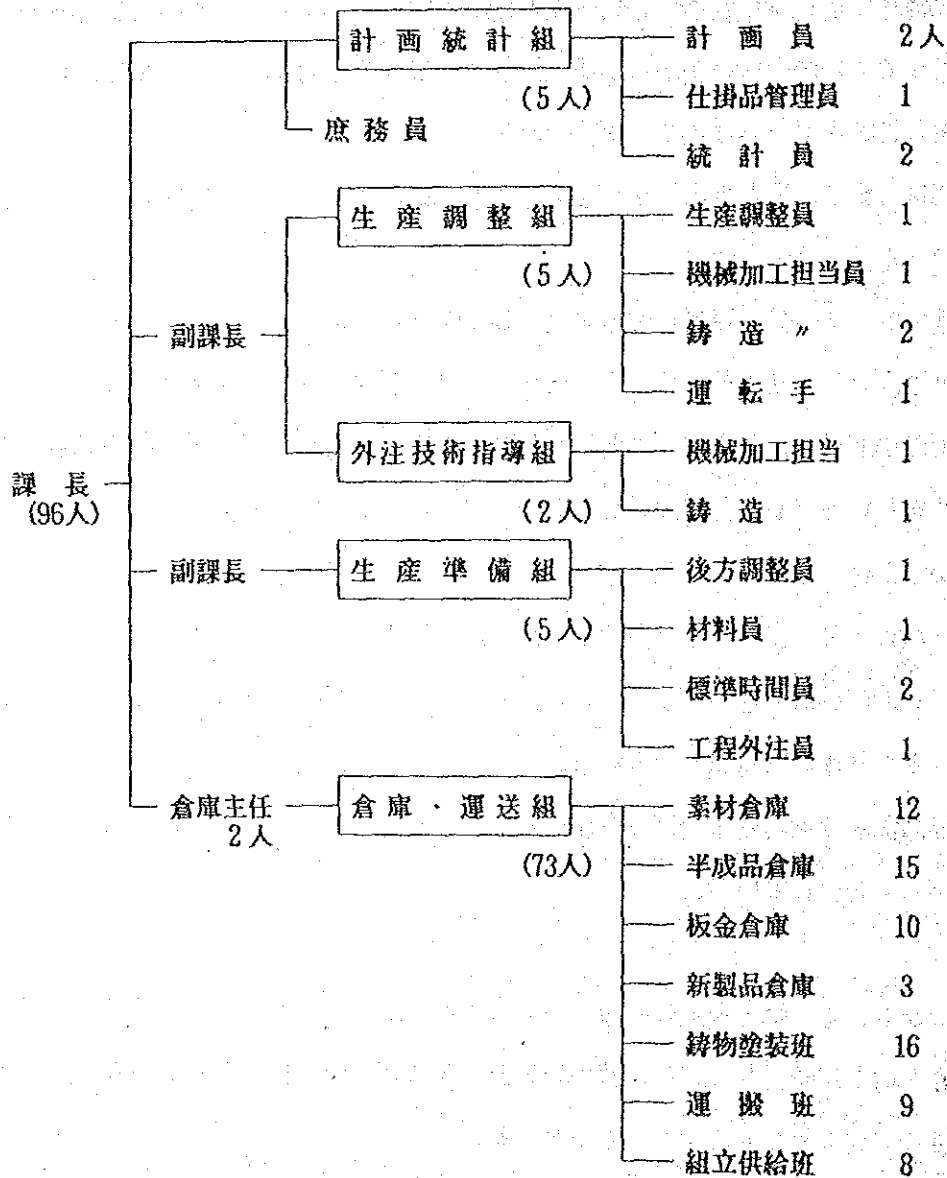 計画統計組 計画員 2人
(5人) 仕掛品管理員 1
庶務員
統計員 2
生産調整組 生産調整員 1
(5人) 機械加工担当員 1
副課長 鋳造 〃 2
運転手 1
外注技術指導組 機械加工担当 1
課長
(96人)
(2人) 鋳造 1
副課長 生産準備組 後方調整員 1
(5人) 材料員 1
標準時間員 2
工程外注員 1
倉庫主任 倉庫・運送組 素材倉庫 12
2人
(73人) 半成品倉庫 15
板金倉庫 10
新製品倉庫 3
鋳物塗装班 16
運搬班 9
組立供給班 8